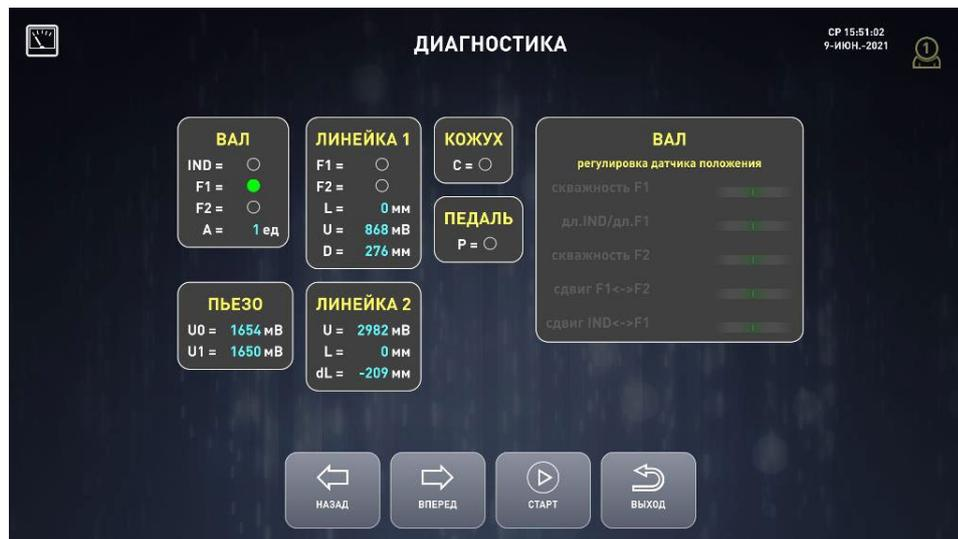 ДИАГНОСТИКА
СР 15:51:02
9-ИЮН.-2021
1
ВАЛ
IND =
F1 =
F2 =
A = 1 ед
ЛИНЕЙКА 1
F1 =
F2 =
L = 0 мм
U = 868 мВ
D = 276 мм
КОЖУХ
C =
ПЕДАЛЬ
P =
ВАЛ
регулировка датчика положения
скважность F1
дл.IND/дл.F1
скважность F2
сдвиг F1<->F2
сдвиг IND<->F1
ПЬЕЗО
U0 = 1654 мВ
U1 = 1650 мВ
ЛИНЕЙКА 2
U = 2982 мВ
L = 0 мм
dL = -209 мм
НАЗАД
ВПЕРЕД
СТАРТ
ВЫХОД